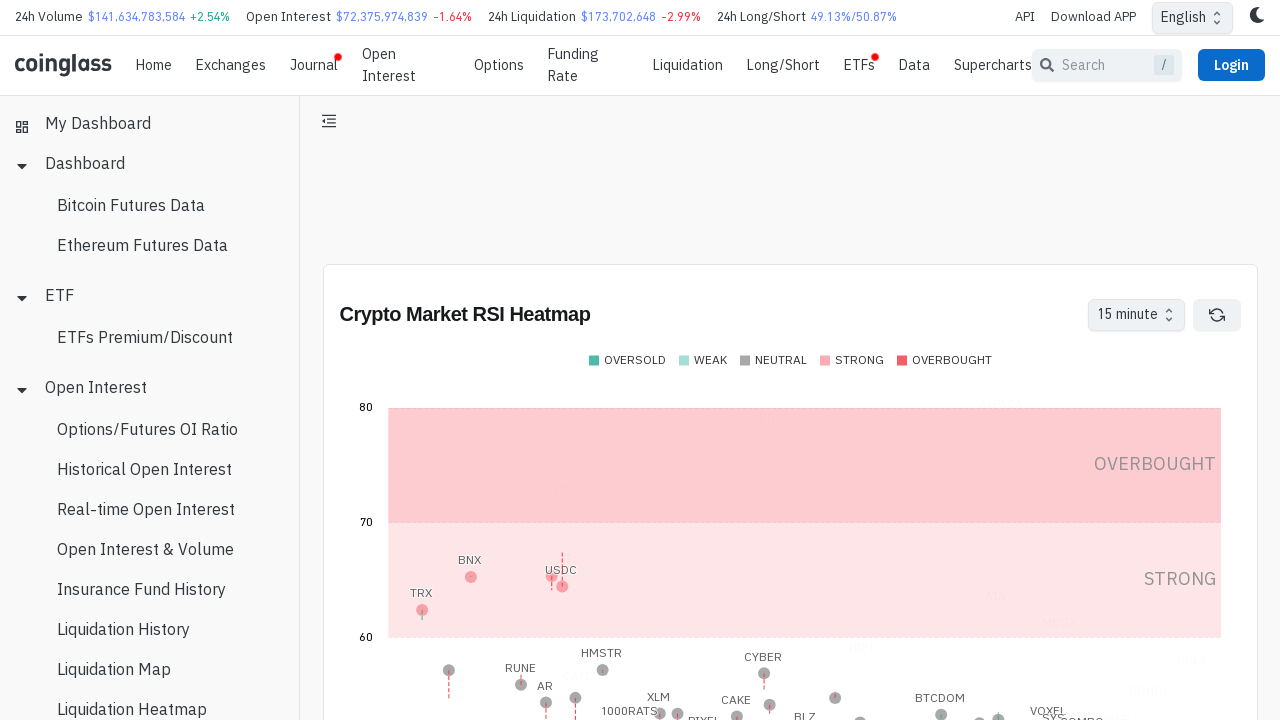 24h Volume $141,634,783,584 +2.54% Open Interest $72,375,974,839 -1.64% 24h Liquidation $173,702,648 -2.99% 24h Long/Short 49.13%/50.87% API Download APP English
coinglass Home Exchanges Journal Open Interest Options Funding Rate Liquidation Long/Short ETFs Data Supercharts Search / Login
My Dashboard
Dashboard
Bitcoin Futures Data
Ethereum Futures Data
ETF
ETFs Premium/Discount
Open Interest
Options/Futures OI Ratio
Historical Open Interest
Real-time Open Interest
Open Interest & Volume
Insurance Fund History
Liquidation History
Liquidation Map
Liquidation Heatmap
Crypto Market RSI Heatmap
15 minute
OVERSOLD WEAK NEUTRAL STRONG OVERBOUGHT
80
OVERBOUGHT
70
BNX
USDC
STRONG
TRX
60
HMSTR
CYBER
RUNE
AR
XLM
CAKE
BTCDOM
1000RATS
VOXEL
BLZ
PIXEL